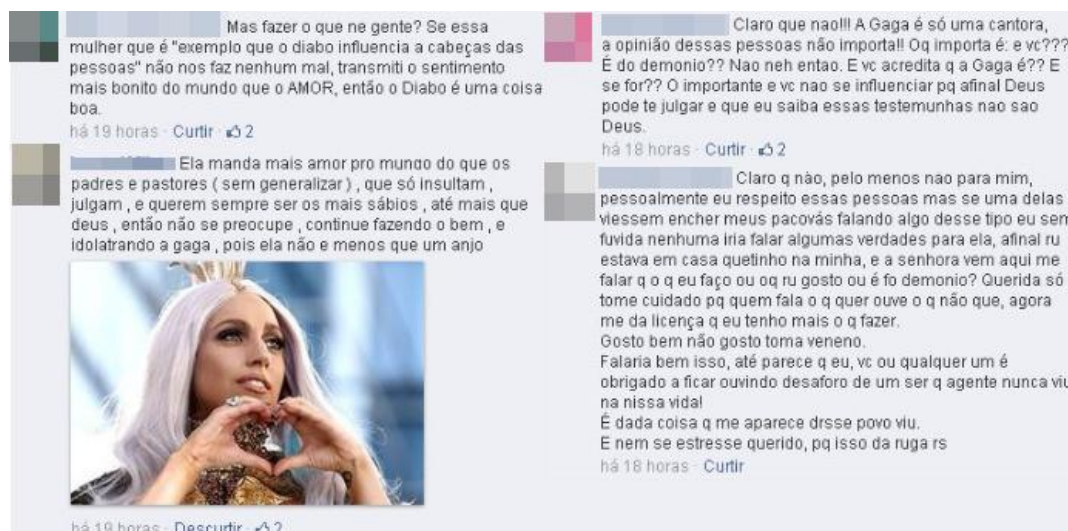 Mas fazer o que ne gente? Se essa
mulher que é "exemplo que o diabo influencia a cabeças das
pessoas" não nos faz nenhum mal, transmiti o sentimento
mais bonito do mundo que o AMOR, então o Diabo é uma coisa
boa.
há 19 horas · Curtir · 2
Ela manda mais amor pro mundo do que os
padres e pastores ( sem generalizar ) , que só insultam ,
julgam , e querem sempre ser os mais sábios , até mais que
deus , então não se preocupe , continue fazendo o bem , e
idolatrando a gaga , pois ela não e menos que um anjo
há 19 horas · Descurtir · 2
Claro que nao!!! A Gaga é só uma cantora,
a opinião dessas pessoas não importa!! Oq importa é: e vc???
É do demonio?? Nao neh entao. E vc acredita q a Gaga é?? E
se for?? O importante e vc nao se influenciar pq afinal Deus
pode te julgar e que eu saiba essas testemunhas nao sao
Deus.
há 18 horas · Curtir · 2
Claro q nào, pelo menos nao para mim,
pessoalmente eu respeito essas pessoas mas se uma delas
viessem encher meus pacovás falando algo desse tipo eu sem
fuvida nenhuma iria falar algumas verdades para ela, afinal ru
estava em casa quetinho na minha, e a senhora vem aqui me
falar q o q eu faço ou oq ru gosto ou é fo demonio? Querida só
tome cuidado pq quem fala o q quer ouve o q não que, agora
me da licença q eu tenho mais o q fazer.
Gosto bem não gosto toma veneno.
Falaria bem isso, até parece q eu, vc ou qualquer um é
obrigado a ficar ouvindo desaforo de um ser q agente nunca viu
na nissa vida!
É dada coisa q me aparece drsse povo viu.
E nem se estresse querido, pq isso da ruga rs
há 18 horas · Curtir